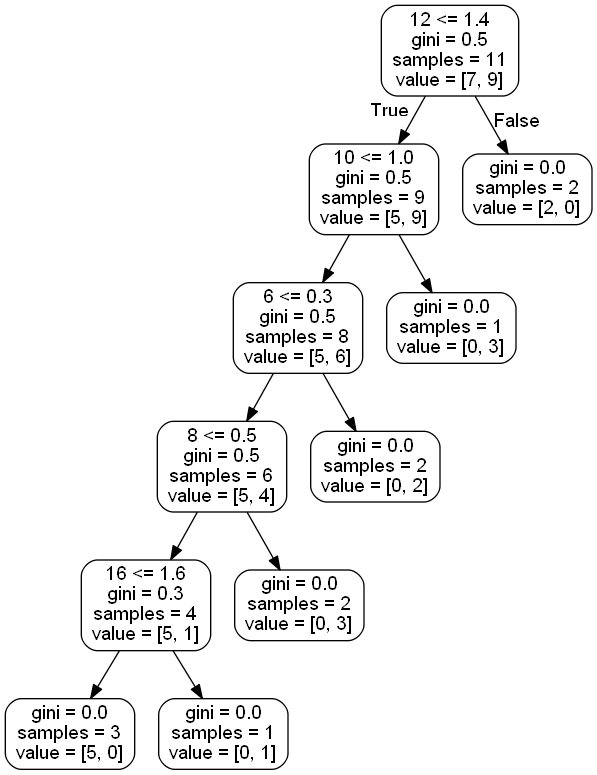 12 <= 1.4
gini = 0.5
samples = 11
value = [7, 9]
True
False
10 <= 1.0
gini = 0.5
samples = 9
value = [5, 9]
gini = 0.0
samples = 2
value = [2, 0]
6 <= 0.3
gini = 0.5
samples = 8
value = [5, 6]
gini = 0.0
samples = 1
value = [0, 3]
8 <= 0.5
gini = 0.5
samples = 6
value = [5, 4]
gini = 0.0
samples = 2
value = [0, 2]
16 <= 1.6
gini = 0.3
samples = 4
value = [5, 1]
gini = 0.0
samples = 2
value = [0, 3]
gini = 0.0
samples = 3
value = [5, 0]
gini = 0.0
samples = 1
value = [0, 1]